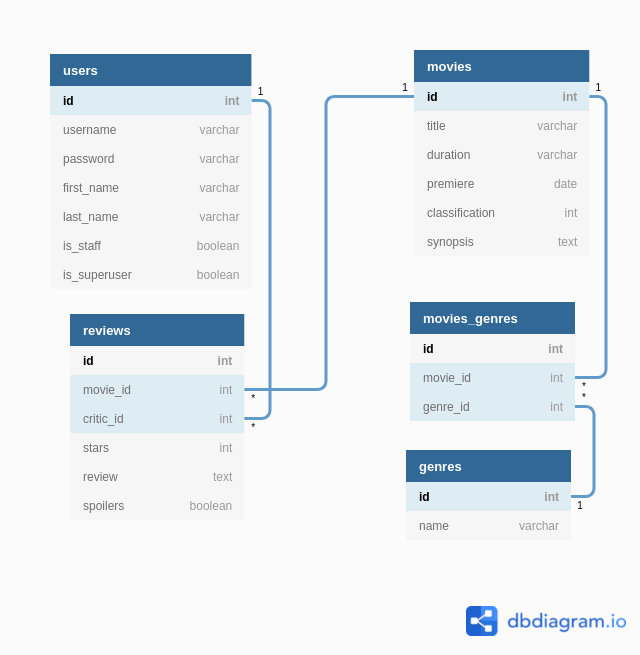 users
id int
username varchar
password varchar
first_name varchar
last_name varchar
is_staff boolean
is_superuser boolean
1
reviews
id int
movie_id int
critic_id int
stars int
review text
spoilers boolean
*
*
movies
id int
title varchar
duration varchar
premiere date
classification int
synopsis text
1
1
movies_genres
id int
movie_id int
genre_id int
*
*
genres
id int
name varchar
1
dbdiagram.io